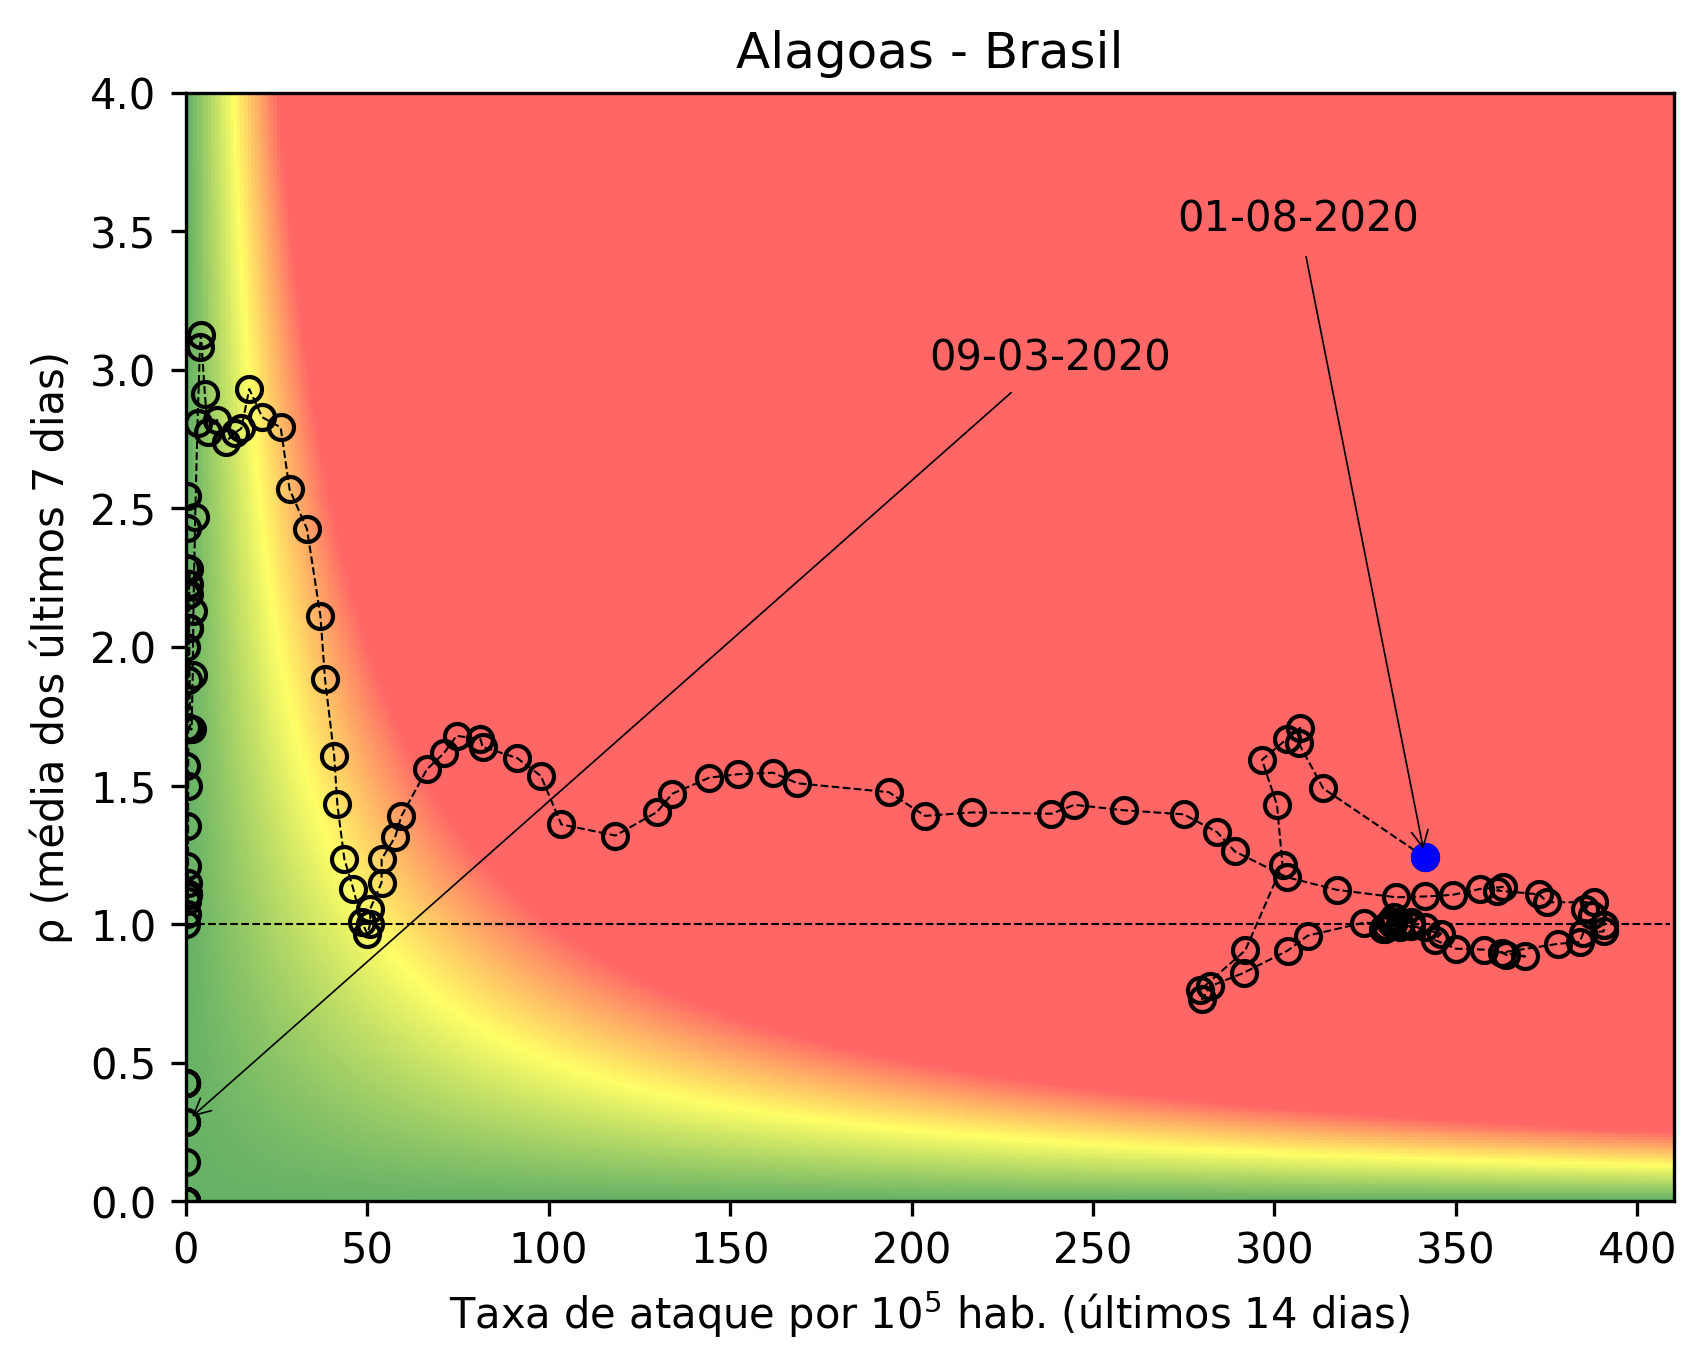 Alagoas - Brasil
4.0
3.5
3.0
2.5
2.0
1.5
1.0
0.5
0.0
ρ (média dos últimos 7 dias)
01-08-2020
09-03-2020
0 50 100 150 200 250 300 350 400
Taxa de ataque por 10⁵ hab. (últimos 14 dias)